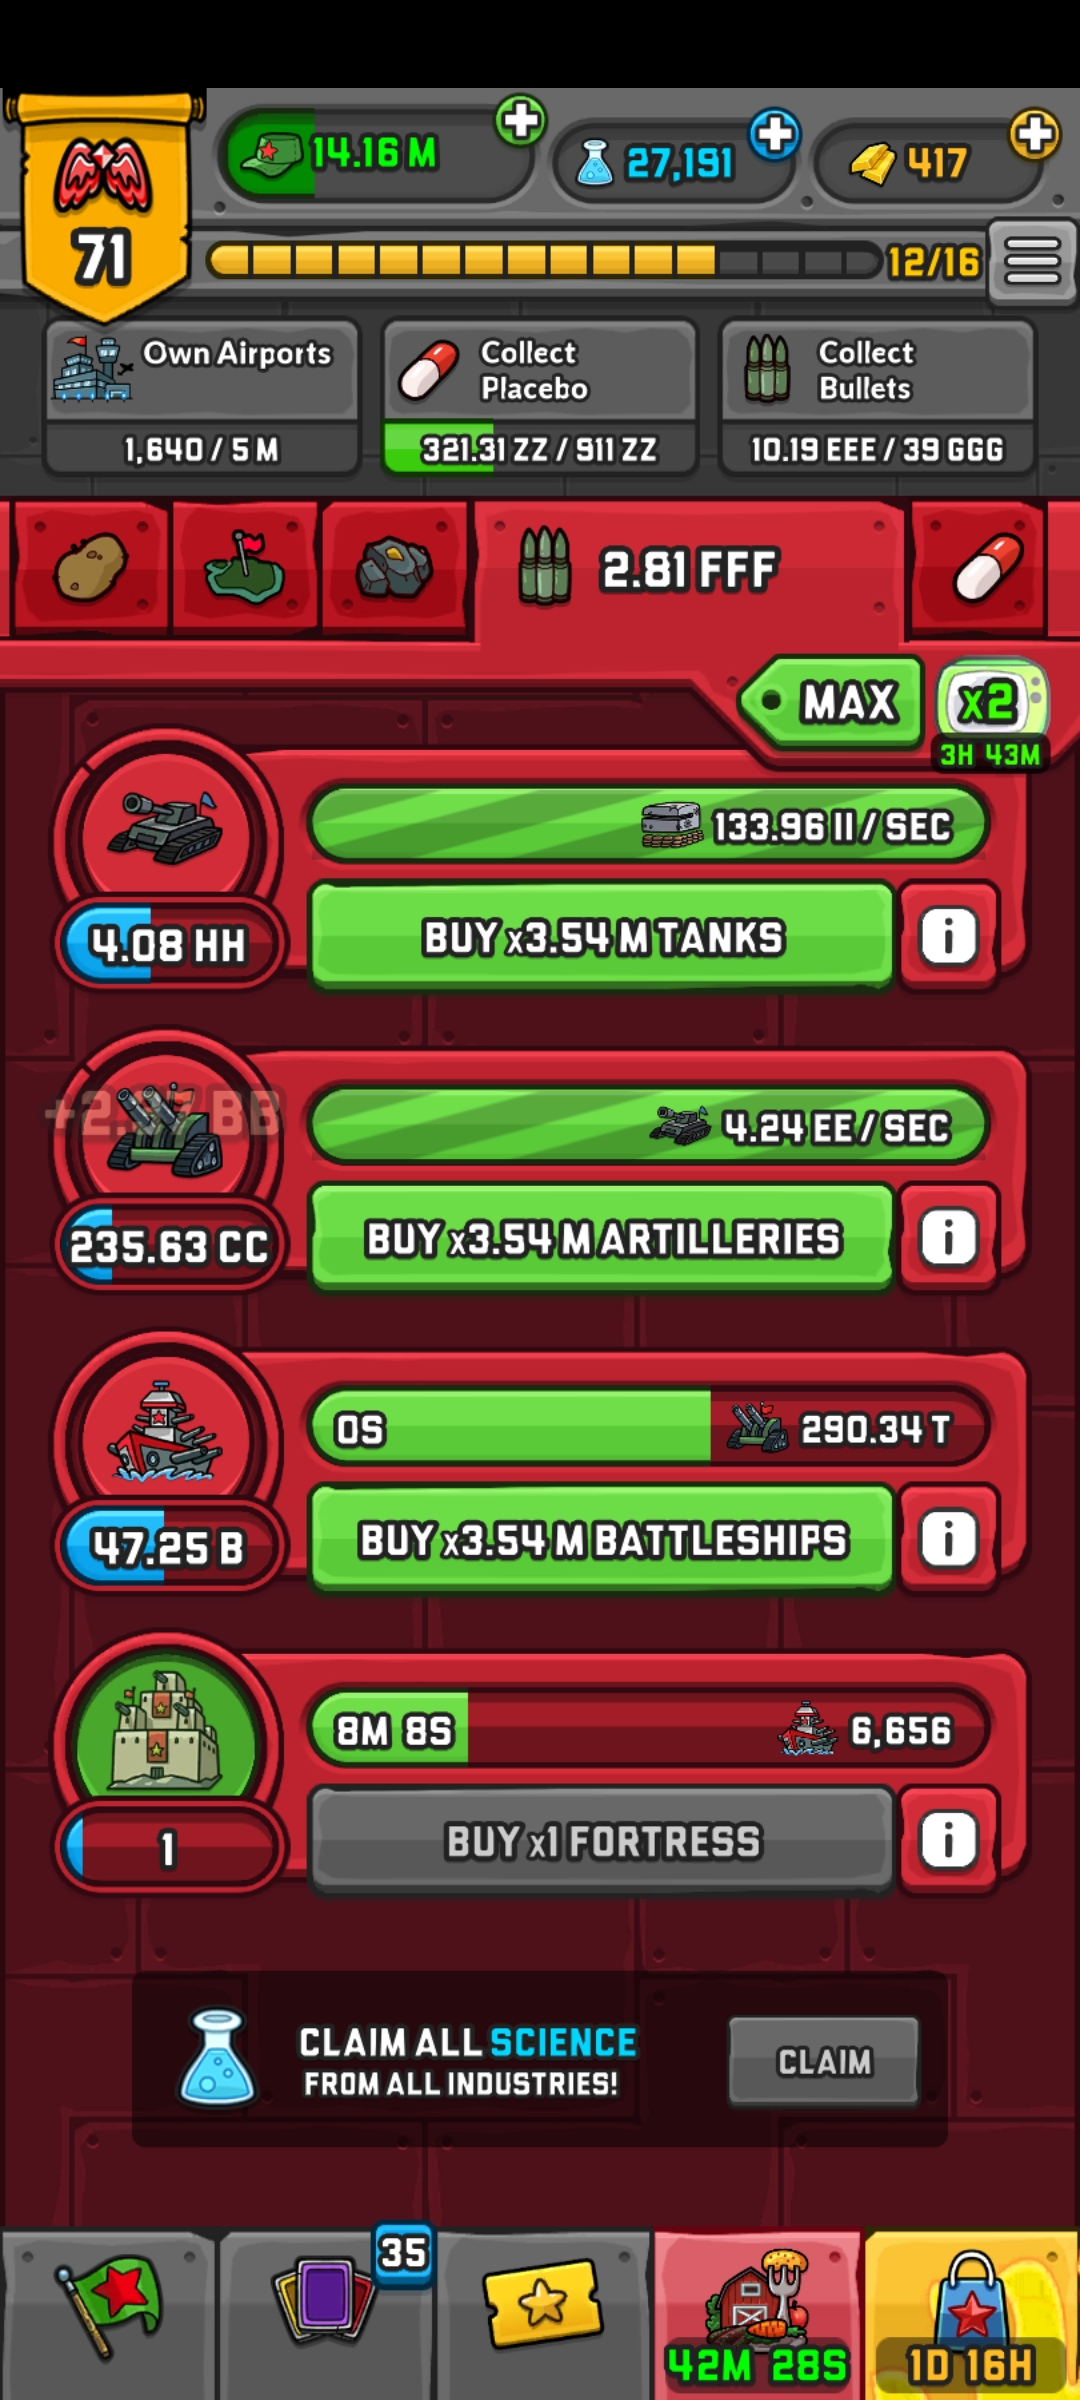 14.16 M
27,191
417
71
12/16
Own Airports
1,640 / 5 M
Collect
Placebo
321.31 ZZ / 911 ZZ
Collect
Bullets
10.19 EEE / 39 GGG
2.81 FFF
MAX
x2
3H 43M
133.96 II / SEC
4.08 HH
BUY x3.54 M TANKS
i
4.24 EE / SEC
235.63 CC
BUY x3.54 M ARTILLERIES
i
0S
290.34 T
47.25 B
BUY x3.54 M BATTLESHIPS
i
8M 8S
6,656
1
BUY x1 FORTRESS
i
CLAIM ALL SCIENCE
FROM ALL INDUSTRIES!
CLAIM
35
42M 28S
1D 16H